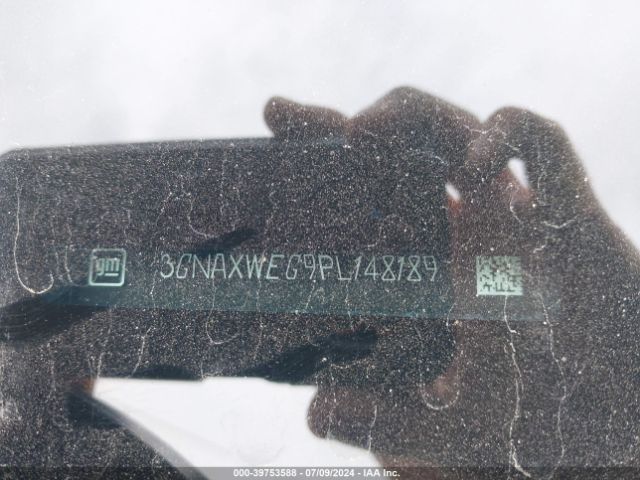 gm 3GNAXWEG9PL148189
000-39753588 - 07/09/2024 - IAA Inc.